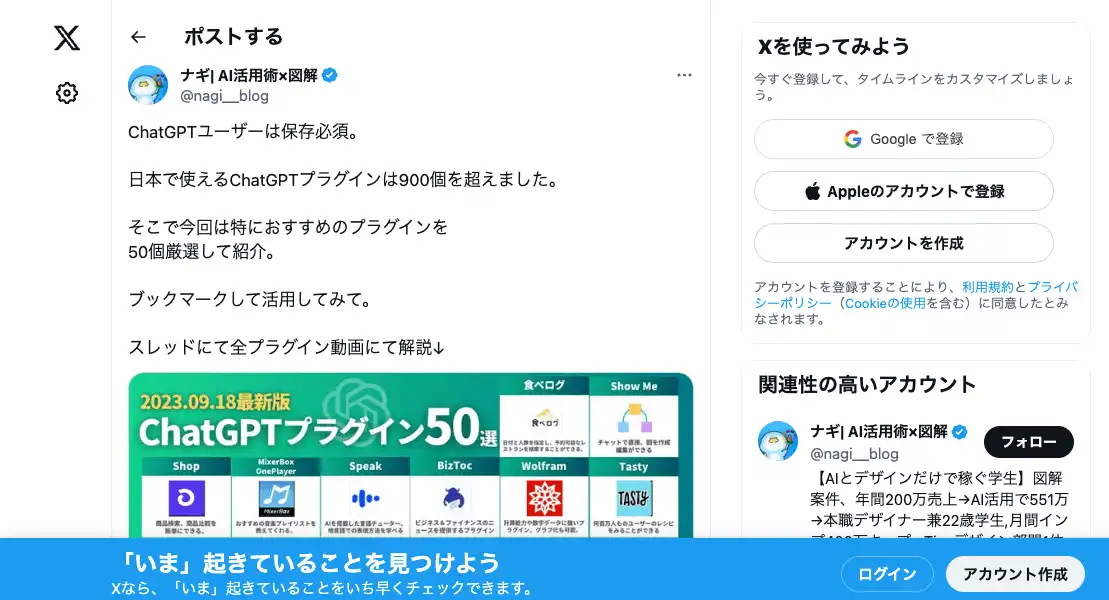 ポストする
ナギ| AI活用術×図解
@nagi__blog
ChatGPTユーザーは保存必須。
日本で使えるChatGPTプラグインは900個を超えました。
そこで今回は特におすすめのプラグインを
50個厳選して紹介。
ブックマークして活用してみて。
スレッドにて全プラグイン動画にて解説↓
2023.09.18最新版
ChatGPTプラグイン50選
食べログ
食べログ
日付と人数を指定し、予約可能なレ
ストランを検索することができる。
Show Me
チャットで直接、図を作成
編集ができる
Shop
商品検索、商品比較を
簡単にできる。
MixerBox
OnePlayer
MixerBox
おすすめの音楽プレイリストを
教えてくれる。
Speak
AIを搭載した言語チューター。
他言語での表現方法を学べる
BizToc
ビジネス＆ファイナンスのニ
ュースを提供するプラグイン
Wolfram
計算能力や数学データに強いプ
ラグイン、グラフ化も可能。
Tasty
TASTY
何百万人ものユーザーのレシピ
をみることができる
Xを使ってみよう
今すぐ登録して、タイムラインをカスタマイズしましょ
う。
Google で登録
Appleのアカウントで登録
アカウントを作成
アカウントを登録することにより、利用規約とプライバ
シーポリシー（Cookieの使用を含む）に同意したとみ
なされます。
関連性の高いアカウント
ナギ| AI活用術×図解
@nagi__blog
フォロー
【AIとデザインだけで稼ぐ学生】図解
案件、年間200万売上→AI活用で551万
→本職デザイナー兼22歳学生,月間イン
「いま」起きていることを見つけよう
Xなら、「いま」起きていることをいち早くチェックできます。
ログイン
アカウント作成